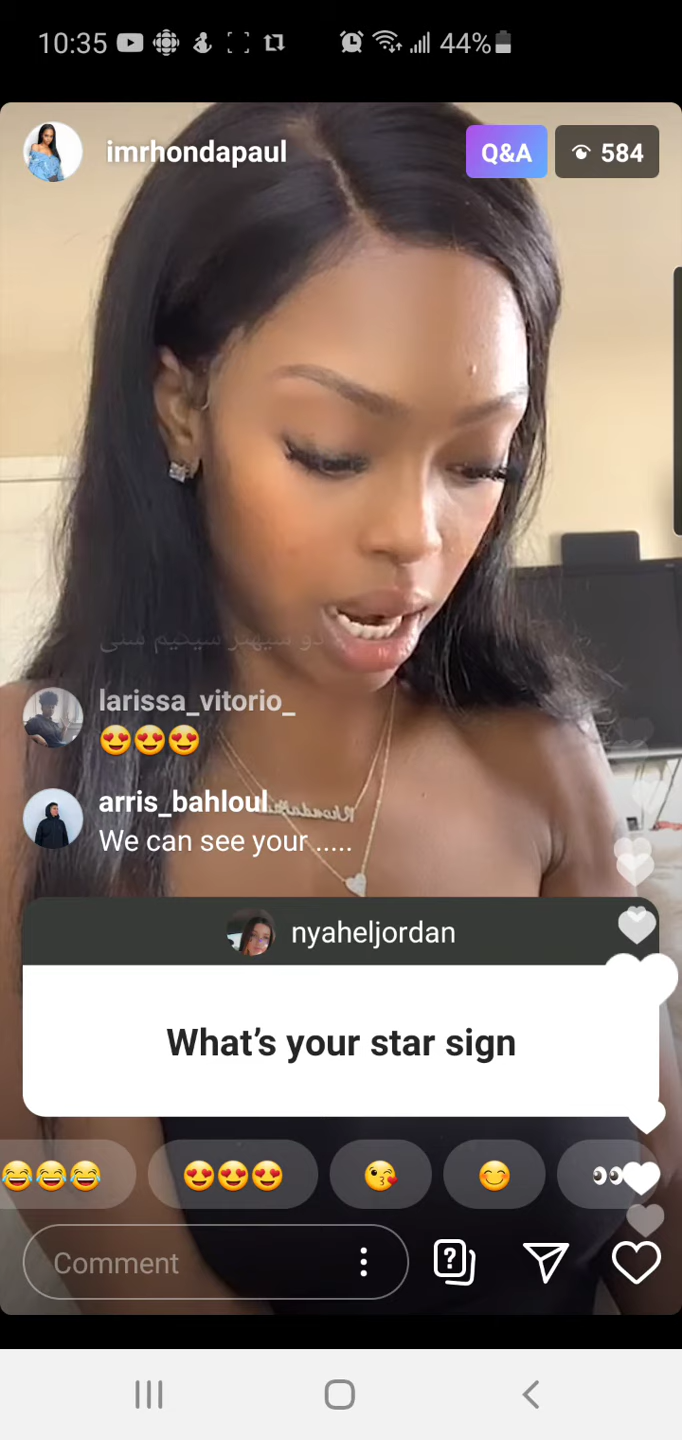 10:35
44%
imrhondapaul
Q&A
584
larissa_vitorio_
😍😍😍
arris_bahloul
We can see your .....
nyaheljordan
What's your star sign
😂😂😂 😍😍😍 😘 😊 👀
Comment